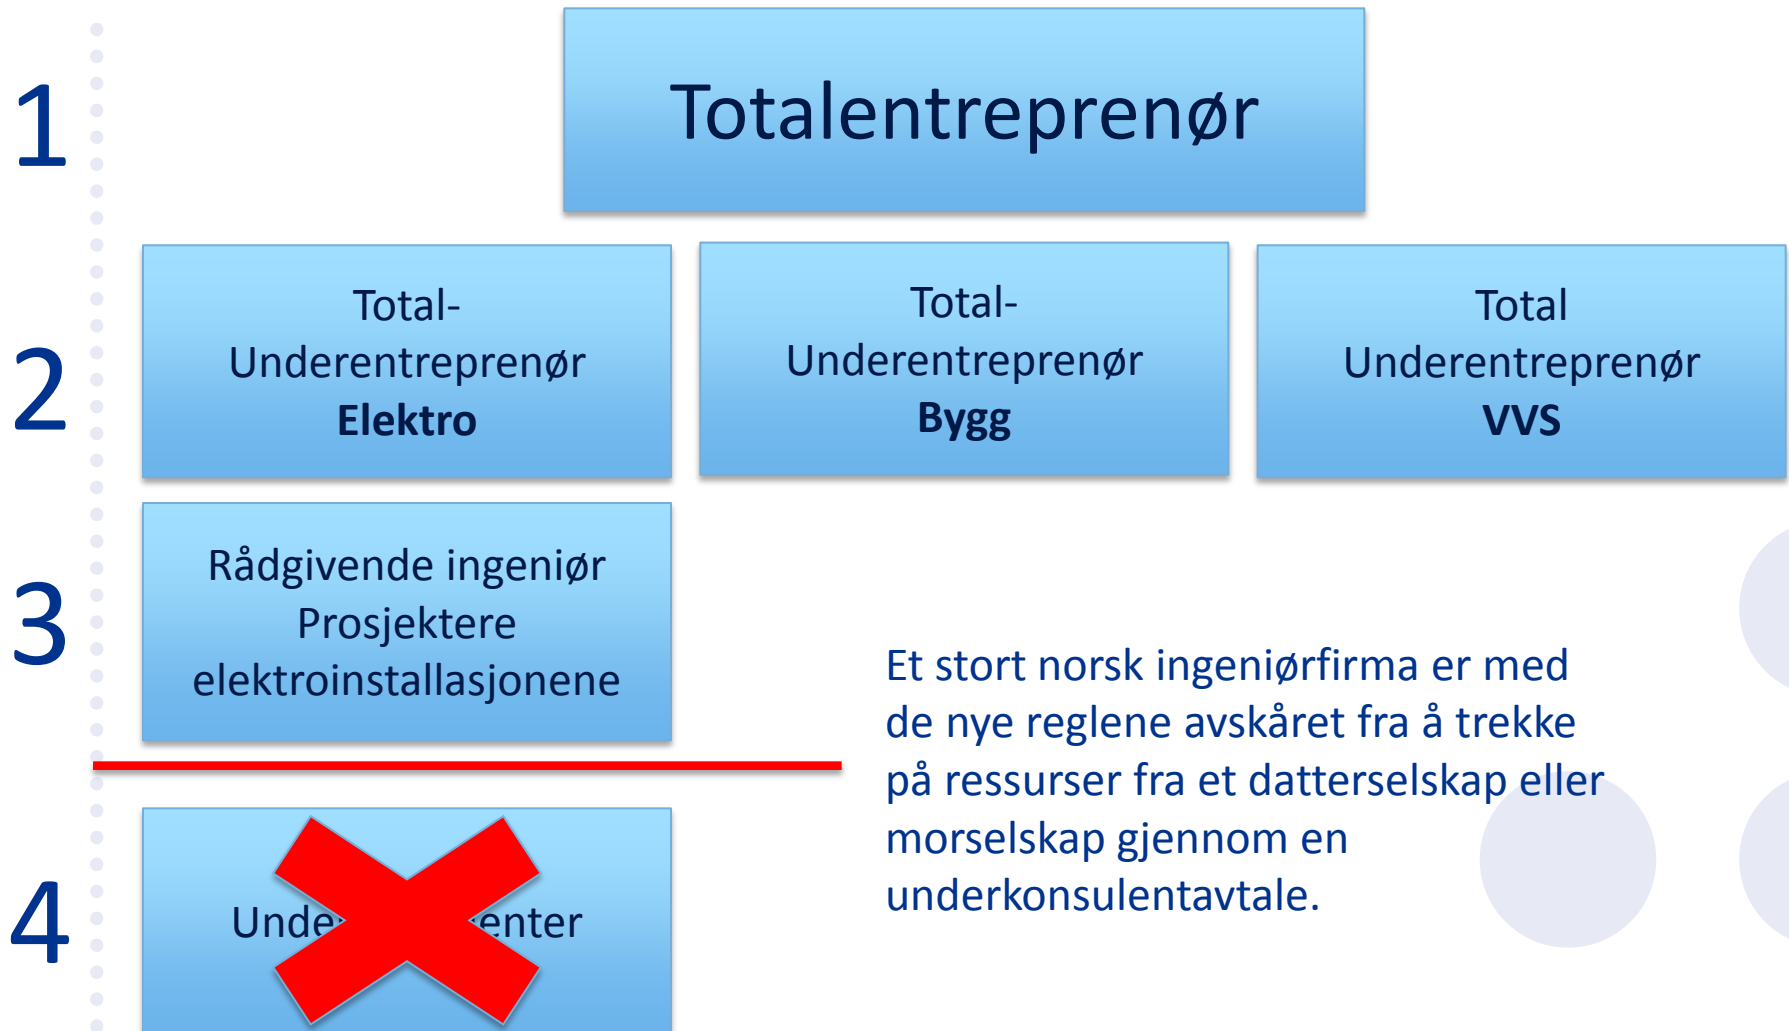 1
Totalentreprenør
2
Total-
Underentreprenør
Elektro
Total-
Underentreprenør
Bygg
Total
Underentreprenør
VVS
3
Rådgivende ingeniør
Prosjektere
elektroinstallasjonene
Et stort norsk ingeniørfirma er med
de nye reglene avskåret fra å trekke
på ressurser fra et datterselskap eller
morselskap gjennom en
underkonsulentavtale.
4